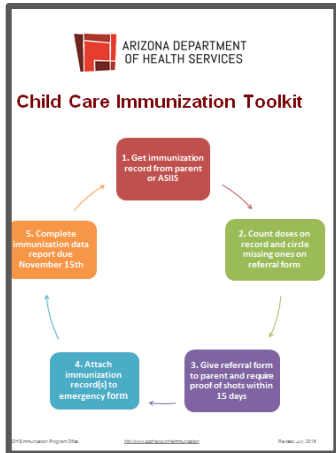 ARIZONA DEPARTMENT
OF HEALTH SERVICES
Child Care Immunization Toolkit
1. Get immunization
record from parent
or ASIIS
2. Count doses on
record and circle
missing ones on
referral form
3. Give referral form
to parent and require
proof of shots within
15 days
4. Attach
immunization
record(s) to
emergency form
5. Complete
immunization data
report due
November 15th
Immunization Program Office
Revised July